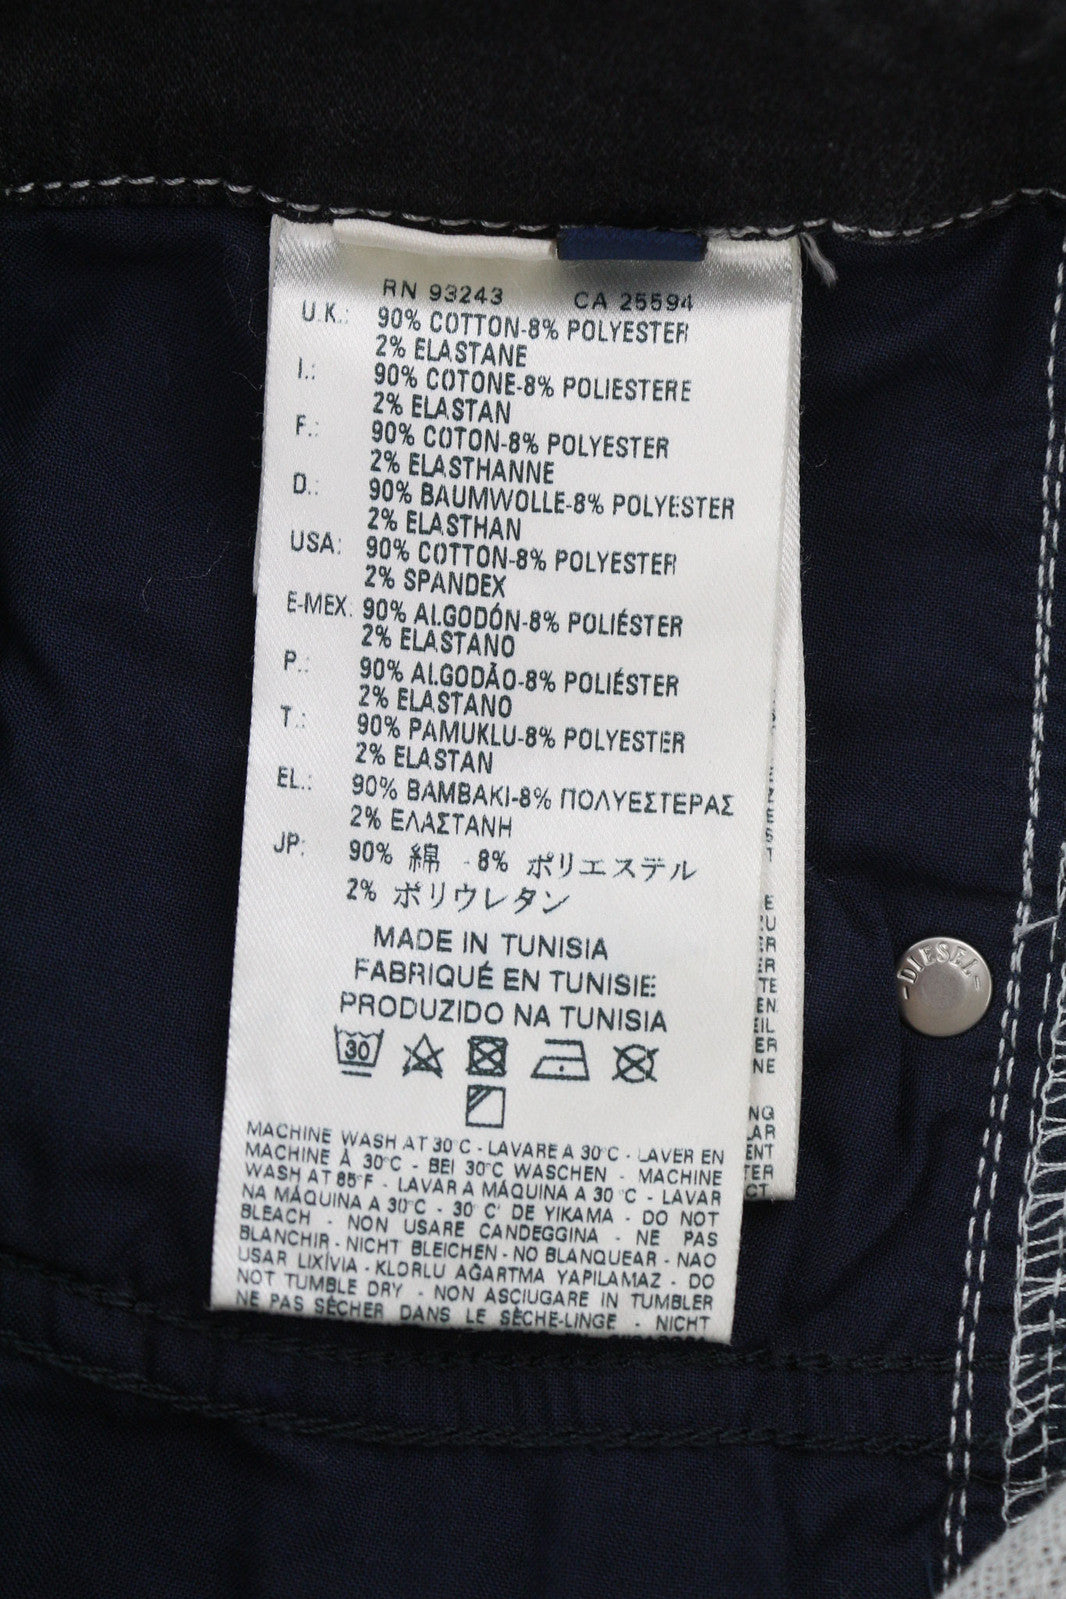 RN 93243 CA 25594
U.K.: 90% COTTON-8% POLYESTER
2% ELASTANE
I.: 90% COTONE-8% POLIESTERE
2% ELASTAN
F.: 90% COTON-8% POLYESTER
2% ELASTHANNE
D.: 90% BAUMWOLLE-8% POLYESTER
2% ELASTHAN
USA: 90% COTTON-8% POLYESTER
2% SPANDEX
E-MEX: 90% ALGODÓN-8% POLIÉSTER
2% ELASTANO
P.: 90% ALGODÃO-8% POLIÉSTER
2% ELASTANO
T.: 90% PAMUKLU-8% POLYESTER
2% ELASTAN
EL.: 90% ΒΑΜΒΑΚΙ-8% ΠΟΛΥΕΣΤΕΡΑΣ
2% ΕΛΑΣΤΑΝΗ
JP: 90% 綿 -8% ポリエステル
2% ポリウレタン
MADE IN TUNISIA
FABRIQUÉ EN TUNISIE
PRODUZIDO NA TUNISIA
30
MACHINE WASH AT 30°C - LAVARE A 30°C - LAVER EN
MACHINE À 30°C - BEI 30°C WASCHEN - MACHINE
WASH AT 85°F - LAVAR A MÁQUINA A 30 °C - LAVAR
NA MÁQUINA A 30°C - 30°C' DE YIKAMA - DO NOT
BLEACH - NON USARE CANDEGGINA - NE PAS
BLANCHIR - NICHT BLEICHEN - NO BLANQUEAR - NAO
USAR LIXÍVIA - KLORLU AĞARTMA YAPILAMAZ - DO
NOT TUMBLE DRY - NON ASCIUGARE IN TUMBLER
NE PAS SÈCHER DANS LE SÈCHE-LINGE - NICHT
-DIESEL-